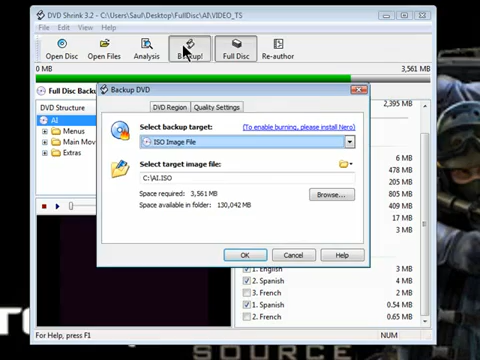 DVD Shrink 3.2 - C:\Users\Saul\Desktop\FullDisc\AI\VIDEO_TS
File Edit View Help
Open Disc Open Files Analysis Backup! Full Disc Re-author
0 MB 3,561 MB
Full Disc Backu
DVD Structure
AI
Menus
Main Mov
Extras
Backup DVD
DVD Region Quality Settings
Select backup target: (To enable burning, please install Nero)
ISO Image File
Select target image file:
C:\AI.ISO
Space required: 3,561 MB
Space available in folder: 130,042 MB
Browse...
OK Cancel Help
2,395 MB
6 MB
478 MB
506 MB
209 MB
405 MB
418 MB
17 MB
3 MB
1. English 3 MB
2. Spanish 4 MB
3. French 2 MB
1. Spanish 0.54 MB
2. French 0.65 MB
For Help, press F1 NUM
SOURCE